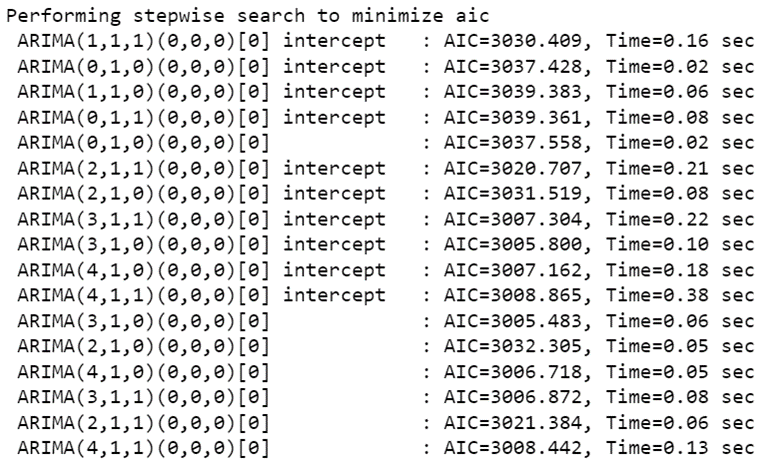 Performing stepwise search to minimize aic
 ARIMA(1,1,1)(0,0,0)[0] intercept   : AIC=3030.409, Time=0.16 sec
 ARIMA(0,1,0)(0,0,0)[0] intercept   : AIC=3037.428, Time=0.02 sec
 ARIMA(1,1,0)(0,0,0)[0] intercept   : AIC=3039.383, Time=0.06 sec
 ARIMA(0,1,1)(0,0,0)[0] intercept   : AIC=3039.361, Time=0.08 sec
 ARIMA(0,1,0)(0,0,0)[0]             : AIC=3037.558, Time=0.02 sec
 ARIMA(2,1,1)(0,0,0)[0] intercept   : AIC=3020.707, Time=0.21 sec
 ARIMA(2,1,0)(0,0,0)[0] intercept   : AIC=3031.519, Time=0.08 sec
 ARIMA(3,1,1)(0,0,0)[0] intercept   : AIC=3007.304, Time=0.22 sec
 ARIMA(3,1,0)(0,0,0)[0] intercept   : AIC=3005.800, Time=0.10 sec
 ARIMA(4,1,0)(0,0,0)[0] intercept   : AIC=3007.162, Time=0.18 sec
 ARIMA(4,1,1)(0,0,0)[0] intercept   : AIC=3008.865, Time=0.38 sec
 ARIMA(3,1,0)(0,0,0)[0]             : AIC=3005.483, Time=0.06 sec
 ARIMA(2,1,0)(0,0,0)[0]             : AIC=3032.305, Time=0.05 sec
 ARIMA(4,1,0)(0,0,0)[0]             : AIC=3006.718, Time=0.05 sec
 ARIMA(3,1,1)(0,0,0)[0]             : AIC=3006.872, Time=0.08 sec
 ARIMA(2,1,1)(0,0,0)[0]             : AIC=3021.384, Time=0.06 sec
 ARIMA(4,1,1)(0,0,0)[0]             : AIC=3008.442, Time=0.13 sec